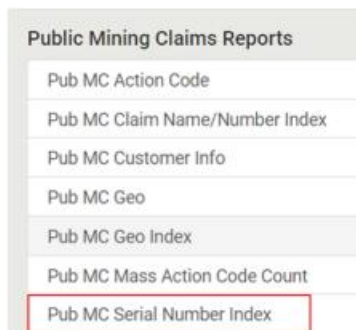 Public Mining Claims Reports
Pub MC Action Code
Pub MC Claim Name/Number Index
Pub MC Customer Info
Pub MC Geo
Pub MC Geo Index
Pub MC Mass Action Code Count
Pub MC Serial Number Index